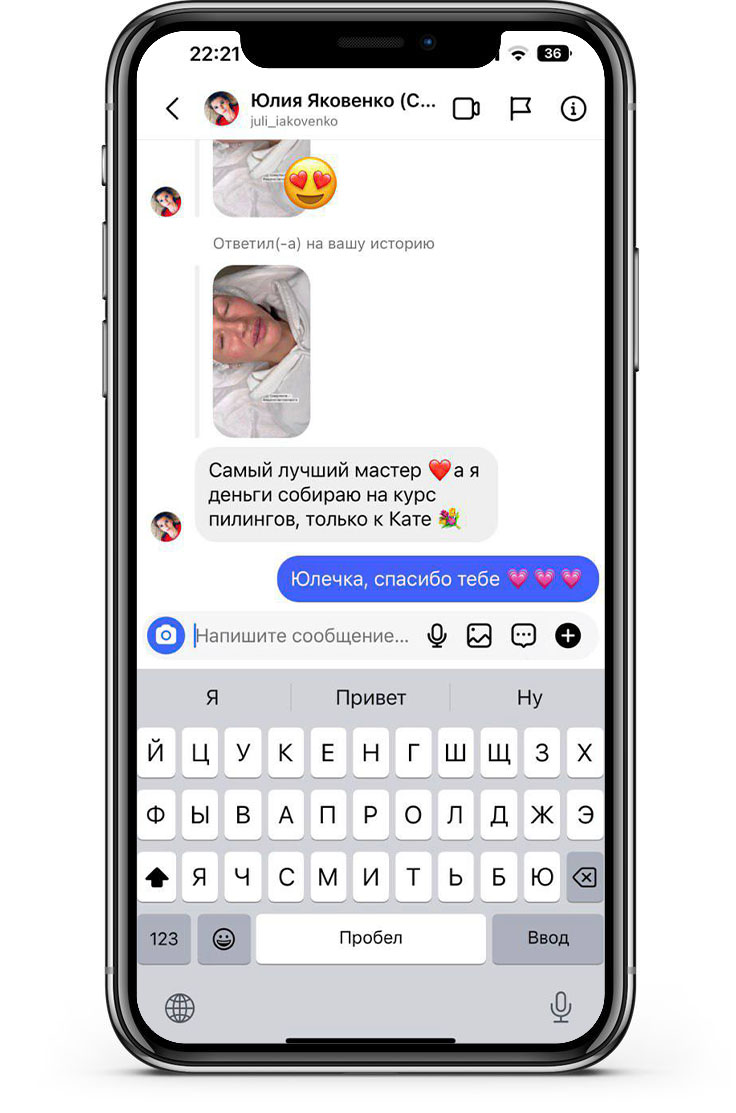 22:21
36
Юлия Яковенко (С...
juli_iakovenko
Ответил(-а) на вашу историю
Самый лучший мастер ❤️а я
деньги собираю на курс
пилингов, только к Кате 💐
Юлечка, спасибо тебе 💗💗💗
Напишите сообщение...
Я Привет Ну
Й Ц У К Е Н Г Ш Щ З Х
Ф Ы В А П Р О Л Д Ж Э
Я Ч С М И Т Ь Б Ю
123 Пробел Ввод